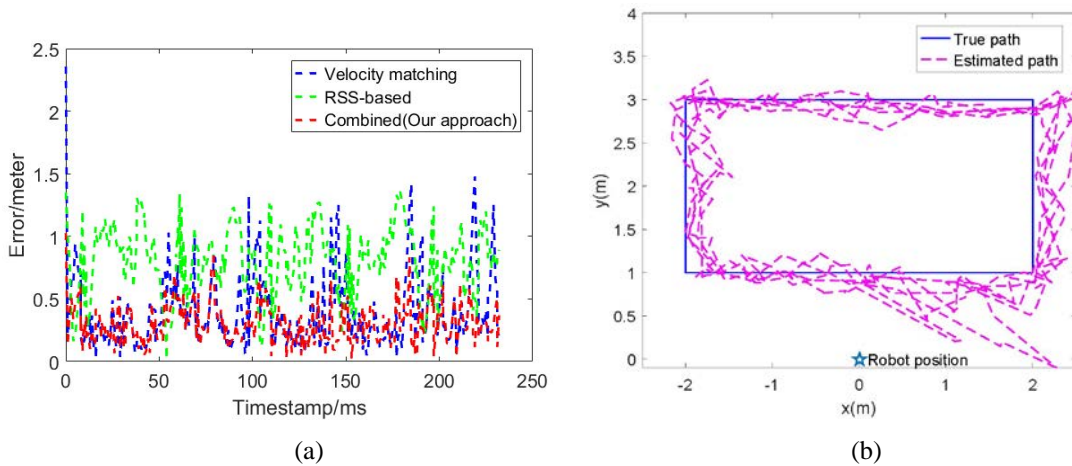 2.5
2
1.5
1
0.5
0
0
50
100
150
200
250
Error/meter
Timestamp/ms
Velocity matching
RSS-based
Combined(Our approach)
(a)
4
3.5
3
2.5
2
1.5
1
0.5
0
-2
-1
0
1
2
y(m)
x(m)
True path
Estimated path
Robot position
(b)